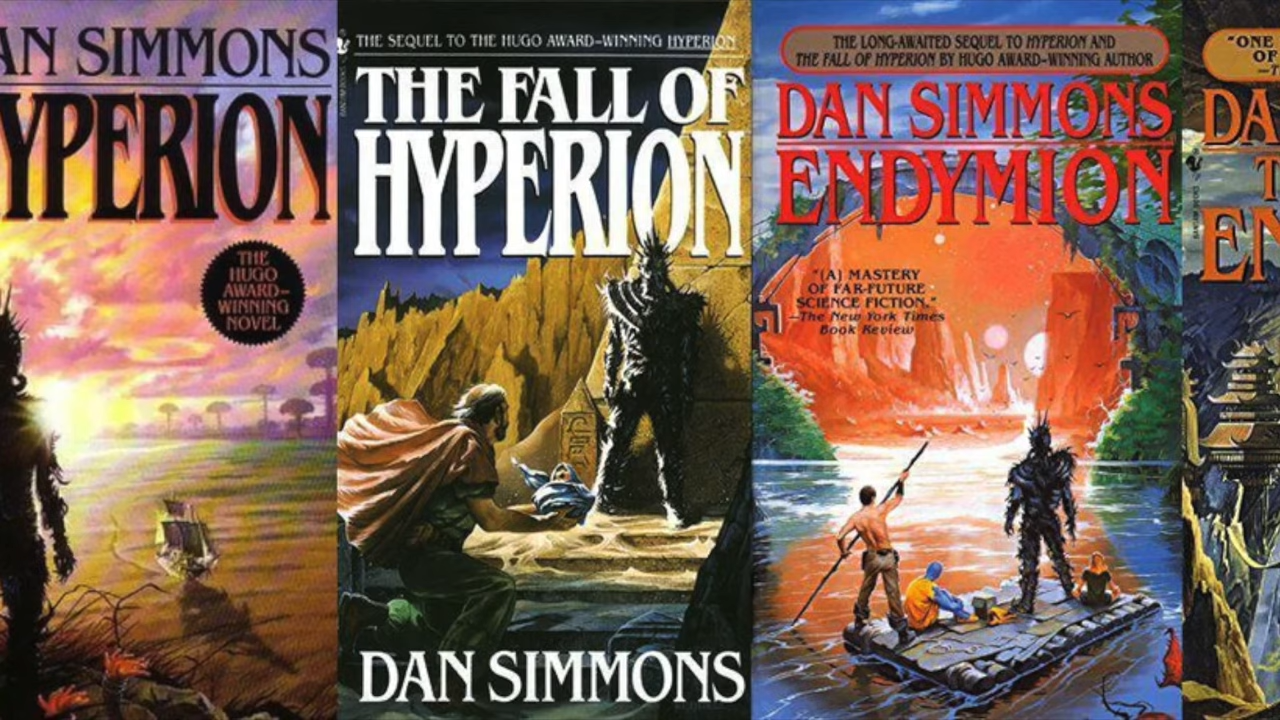 AN SIMMONS
YPERION
THE
HUGO
AWARD–
WINNING
NOVEL
THE SEQUEL TO THE HUGO AWARD–WINNING HYPERION
THE FALL OF
HYPERION
DAN SIMMONS
THE LONG-AWAITED SEQUEL TO HYPERION AND
THE FALL OF HYPERION BY HUGO AWARD–WINNING AUTHOR
DAN SIMMONS
ENDYMION
"(A) MASTERY
OF FAR-FUTURE
SCIENCE FICTION."
—The New York Times
Book Review
"ONE
OF
—T
DA
T
EN